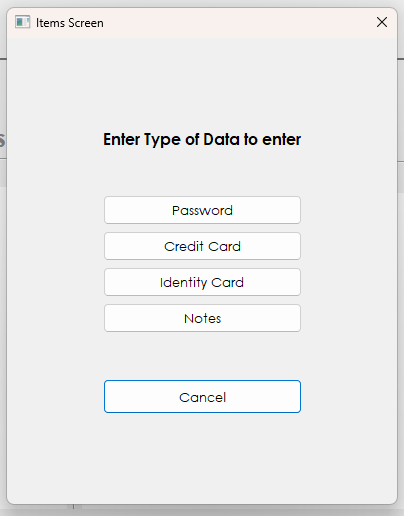 Items Screen
Enter Type of Data to enter
Password
Credit Card
Identity Card
Notes
Cancel